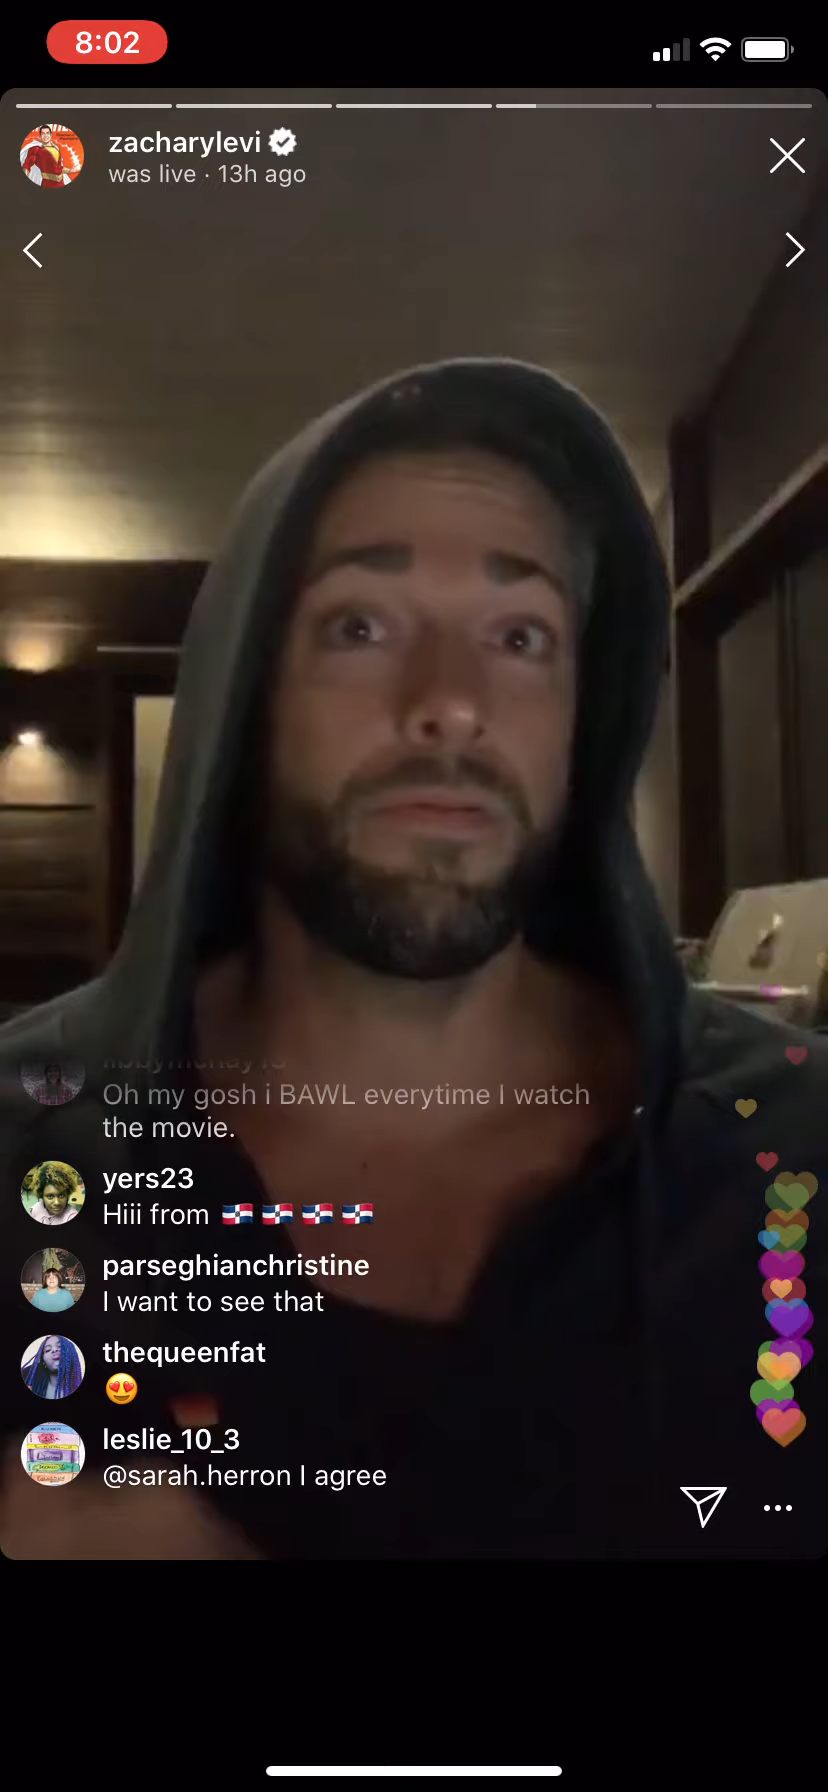 8:02
zacharylevi
was live · 13h ago
Oh my gosh i BAWL everytime I watch
the movie.
yers23
Hiii from 🇩🇴 🇩🇴 🇩🇴 🇩🇴
parseghianchristine
I want to see that
thequeenfat
😍
leslie_10_3
@sarah.herron I agree